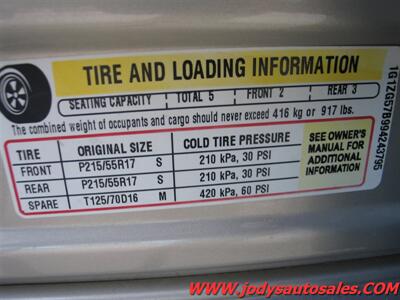 TIRE AND LOADING INFORMATION
SEATING CAPACITY TOTAL 5 FRONT 2 REAR 3
The combined weight of occupants and cargo should never exceed 416 kg or 917 lbs.
TIRE ORIGINAL SIZE COLD TIRE PRESSURE
FRONT P215/55R17 S 210 kPa, 30 PSI
REAR P215/55R17 S 210 kPa, 30 PSI
SPARE T125/70D16 M 420 kPa, 60 PSI
SEE OWNER'S
MANUAL FOR
ADDITIONAL
INFORMATION
1G1ZG57B994243795
www.jodysautosales.COM